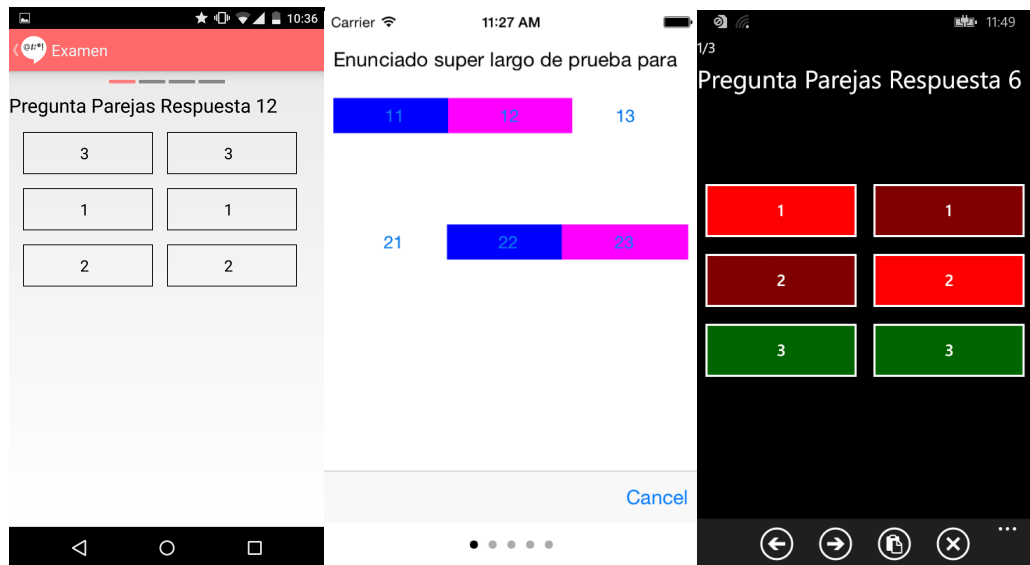 10:36
@#*!
Examen
Pregunta Parejas Respuesta 12
3 3
1 1
2 2
Carrier 11:27 AM
Enunciado super largo de prueba para
11 12 13
21 22 23
Cancel
11:49
1/3
Pregunta Parejas Respuesta 6
1 1
2 2
3 3